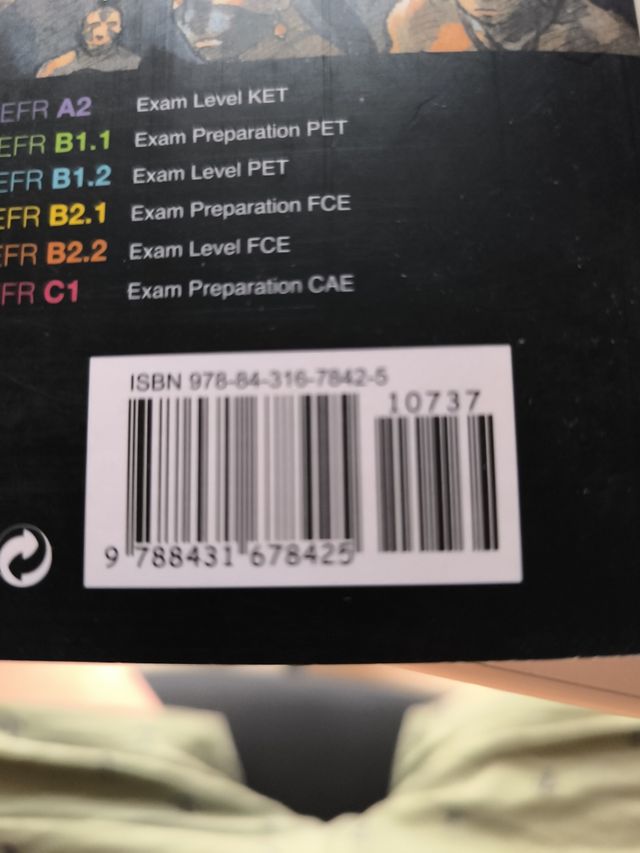 EFR A2 Exam Level KET
EFR B1.1 Exam Preparation PET
EFR B1.2 Exam Level PET
EFR B2.1 Exam Preparation FCE
EFR B2.2 Exam Level FCE
FR C1 Exam Preparation CAE
ISBN 978-84-316-7842-5
10737
9 788431 678425